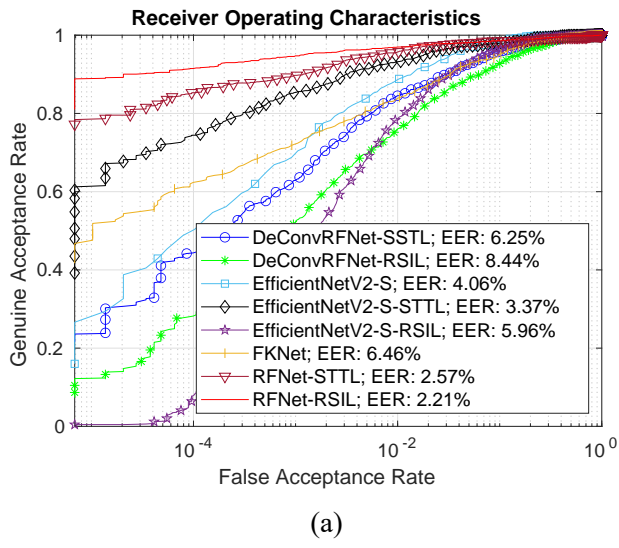 Receiver Operating Characteristics
1
0.8
0.6
0.4
0.2
0
Genuine Acceptance Rate
DeConvRFNet-SSTL; EER: 6.25%
DeConvRFNet-RSIL; EER: 8.44%
EfficientNetV2-S; EER: 4.06%
EfficientNetV2-S-STTL; EER: 3.37%
EfficientNetV2-S-RSIL; EER: 5.96%
FKNet; EER: 6.46%
RFNet-STTL; EER: 2.57%
RFNet-RSIL; EER: 2.21%
10⁻⁴ 10⁻² 10⁰
False Acceptance Rate
(a)